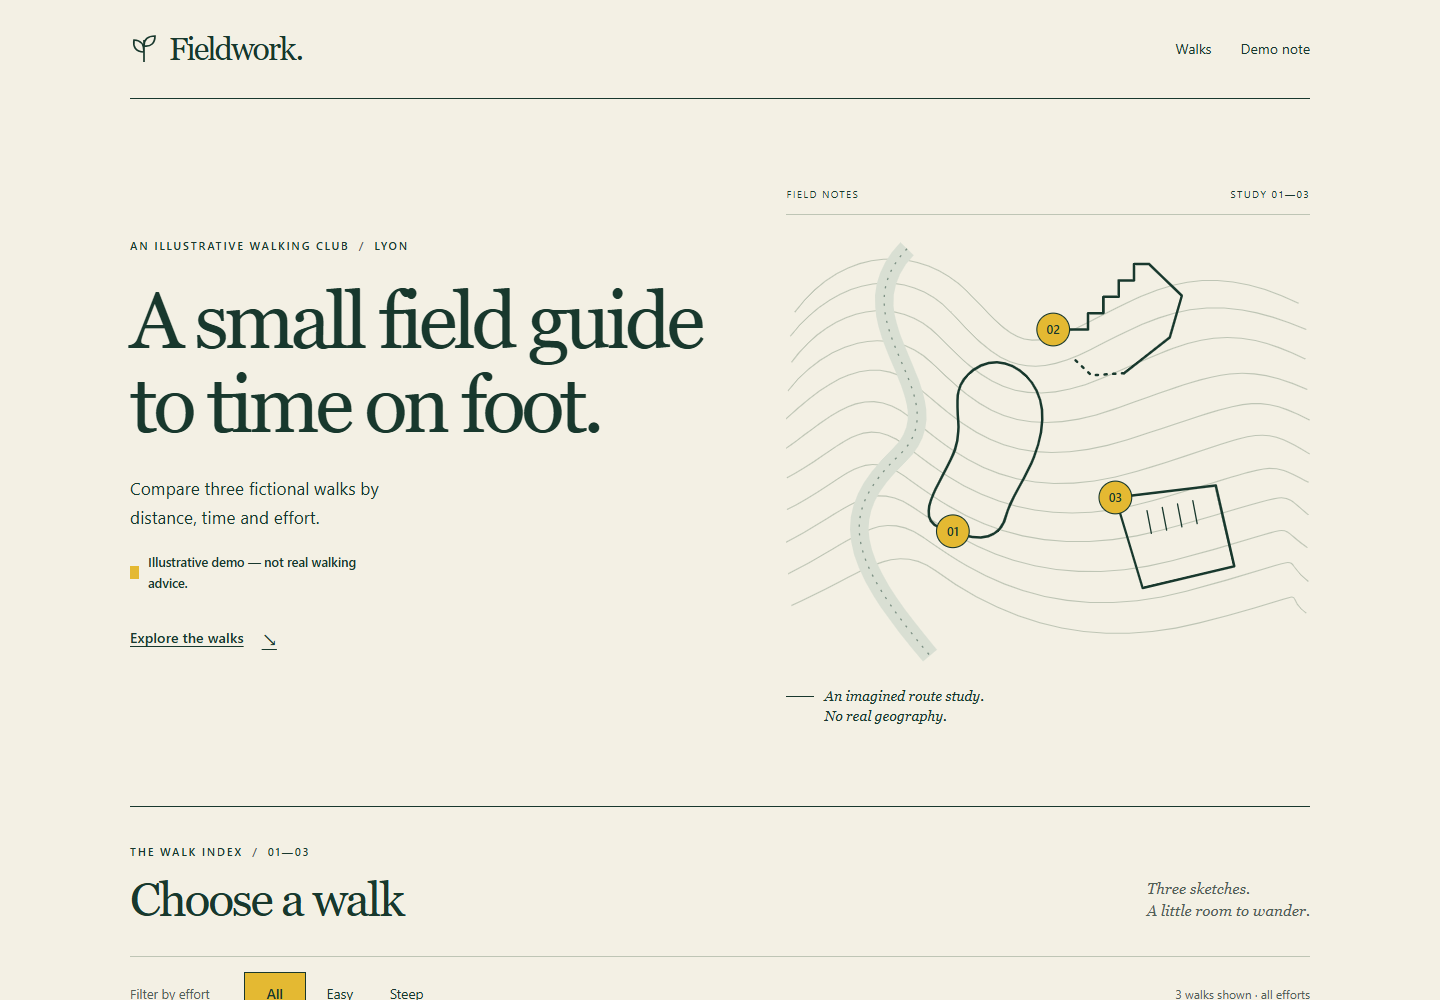 Fieldwork.
Walks
Demo note
FIELD NOTES
STUDY 01—03
AN ILLUSTRATIVE WALKING CLUB / LYON
A small field guide
to time on foot.
Compare three fictional walks by
distance, time and effort.
Illustrative demo — not real walking
advice.
Explore the walks ↘
02
03
01
An imagined route study.
No real geography.
THE WALK INDEX / 01—03
Choose a walk
Three sketches.
A little room to wander.
Filter by effort
All
Easy
Steep
3 walks shown · all efforts